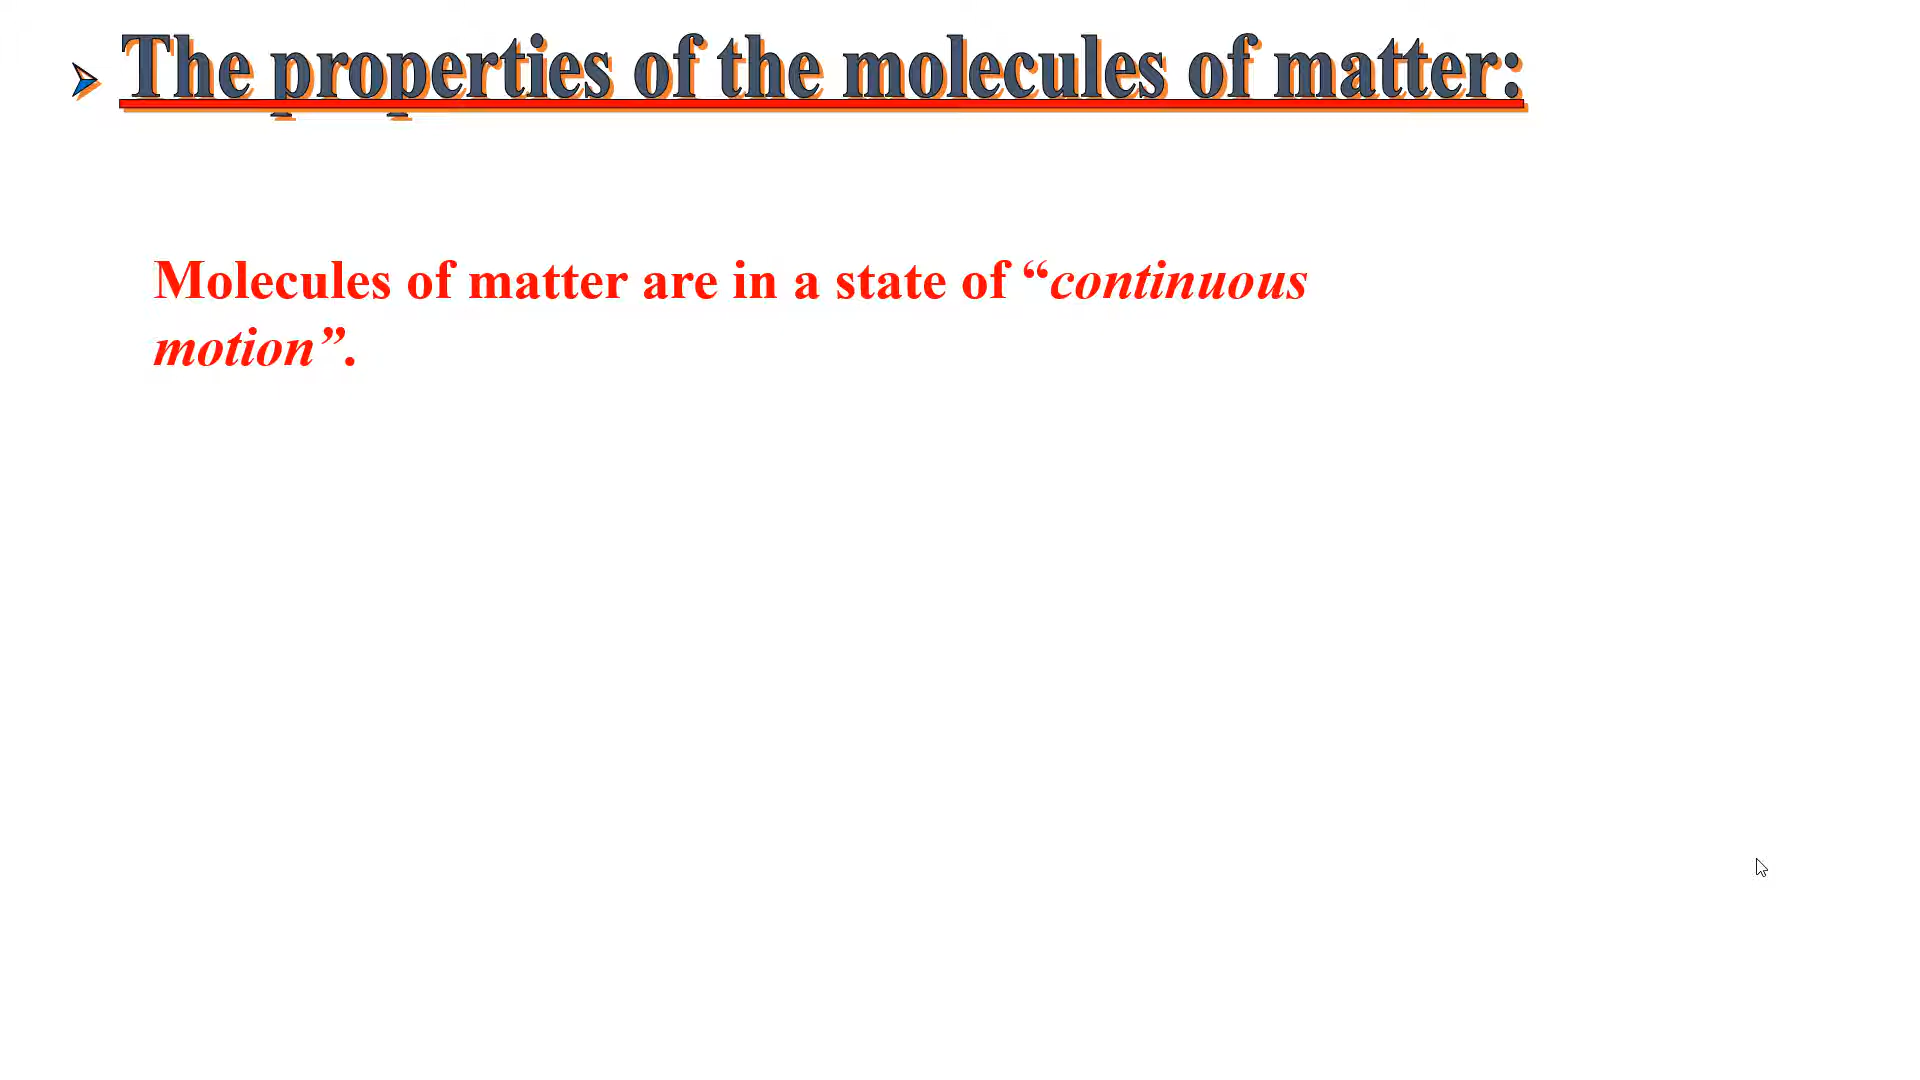 The properties of the molecules of matter:
Molecules of matter are in a state of “continuous
motion”.